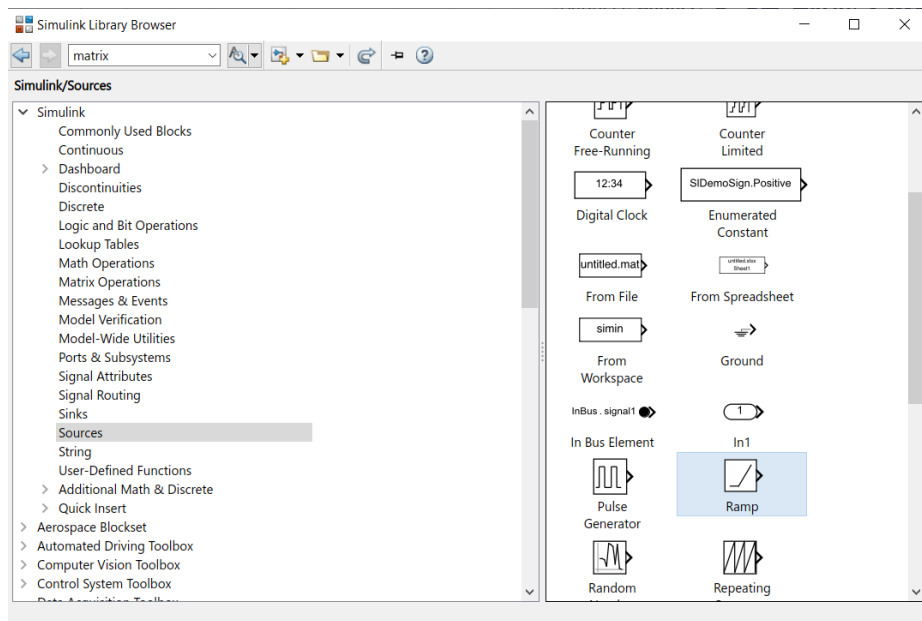 Simulink Library Browser
matrix
Simulink/Sources
Simulink
Commonly Used Blocks
Continuous
Dashboard
Discontinuities
Discrete
Logic and Bit Operations
Lookup Tables
Math Operations
Matrix Operations
Messages & Events
Model Verification
Model-Wide Utilities
Ports & Subsystems
Signal Attributes
Signal Routing
Sinks
Sources
String
User-Defined Functions
Additional Math & Discrete
Quick Insert
Aerospace Blockset
Automated Driving Toolbox
Computer Vision Toolbox
Control System Toolbox
Counter
Free-Running
Counter
Limited
12:34
Digital Clock
SlDemoSign.Positive
Enumerated
Constant
untitled.mat
From File
untitled.xlsx
Sheet1
From Spreadsheet
simin
From
Workspace
Ground
InBus . signal1
In Bus Element
1
In1
Pulse
Generator
Ramp
Random
Repeating